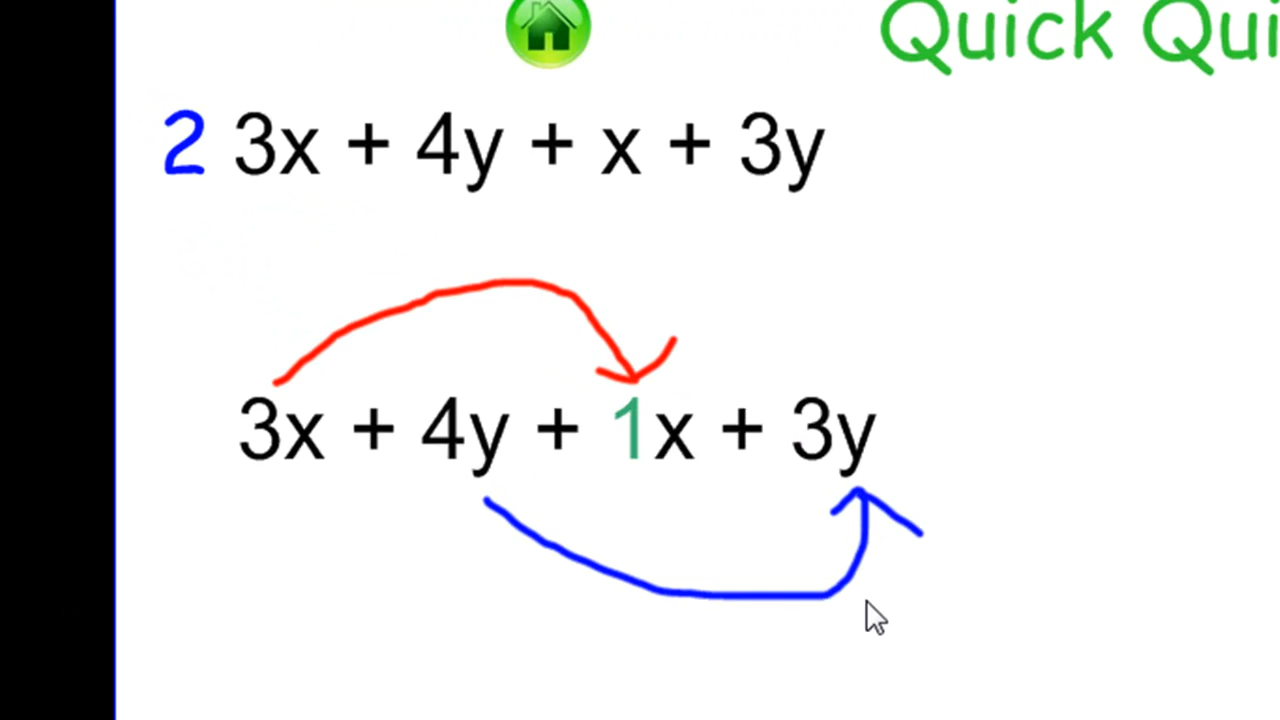 Quick Qui
2 3x + 4y + x + 3y
3x + 4y + 1x + 3y